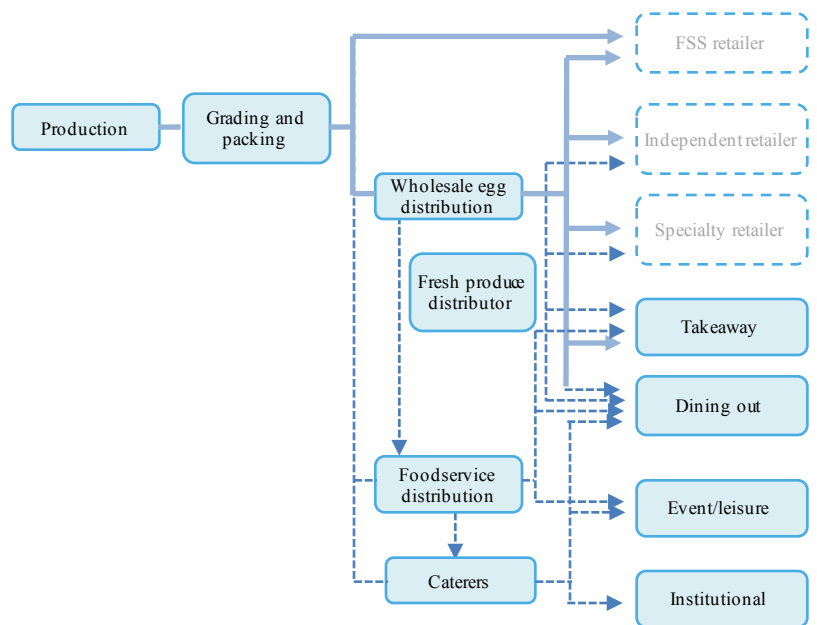 FSS retailer
Production
Grading and
packing
Independent retailer
Wholesale egg
distribution
Specialty retailer
Fresh produce
distributor
Takeaway
Dining out
Foodservice
distribution
Event/leisure
Caterers
Institutional